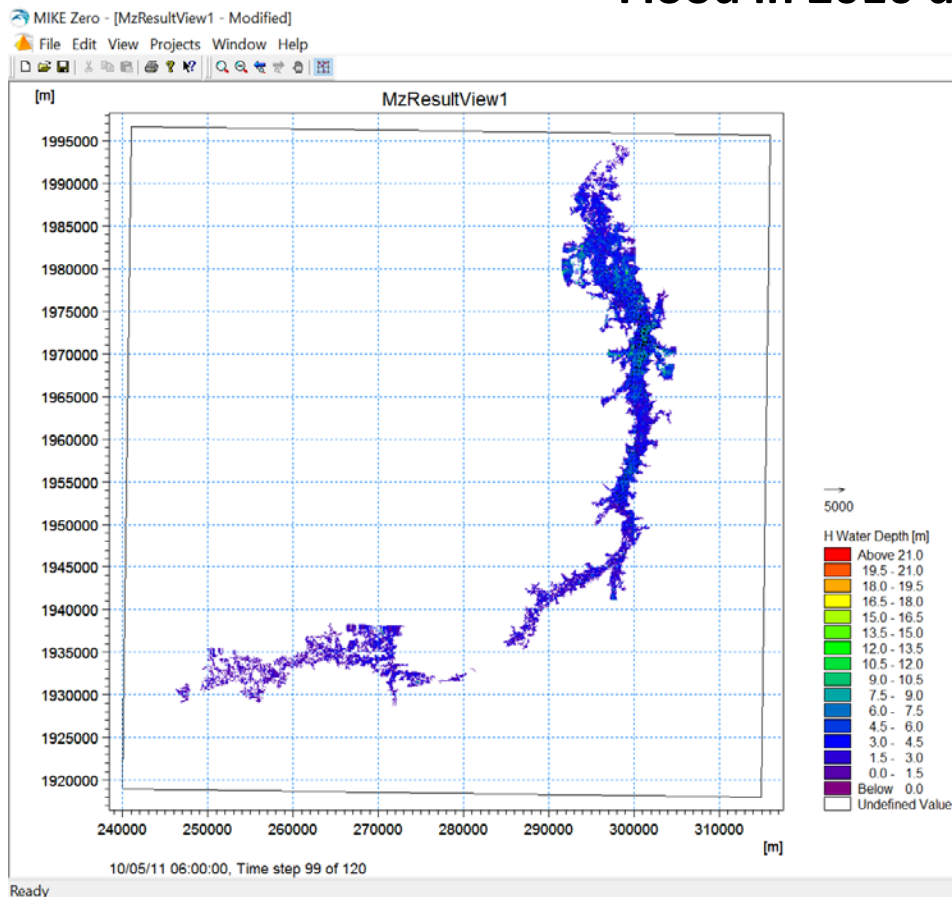 MIKE Zero - [MzResultView1 - Modified]
File Edit View Projects Window Help
[m]
MzResultView1
1995000
1990000
1985000
1980000
1975000
1970000
1965000
1960000
1955000
1950000
1945000
1940000
1935000
1930000
1925000
1920000
240000 250000 260000 270000 280000 290000 300000 310000
[m]
5000
H Water Depth [m]
Above 21.0
19.5 - 21.0
18.0 - 19.5
16.5 - 18.0
15.0 - 16.5
13.5 - 15.0
12.0 - 13.5
10.5 - 12.0
9.0 - 10.5
7.5 - 9.0
6.0 - 7.5
4.5 - 6.0
3.0 - 4.5
1.5 - 3.0
0.0 - 1.5
Below 0.0
Undefined Value
10/05/11 06:00:00, Time step 99 of 120
Ready